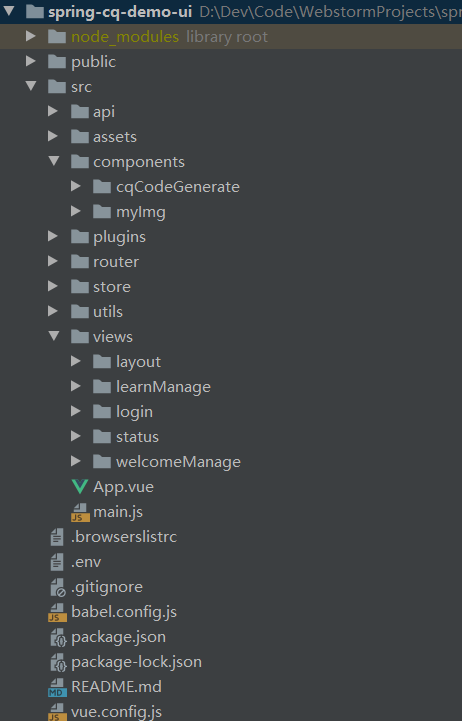 spring-cq-demo-ui D:\Dev\Code\WebstormProjects\spr
node_modules library root
public
src
api
assets
components
cqCodeGenerate
myImg
plugins
router
store
utils
views
layout
learnManage
login
status
welcomeManage
App.vue
main.js
.browserslistrc
.env
.gitignore
babel.config.js
package.json
package-lock.json
README.md
vue.config.js